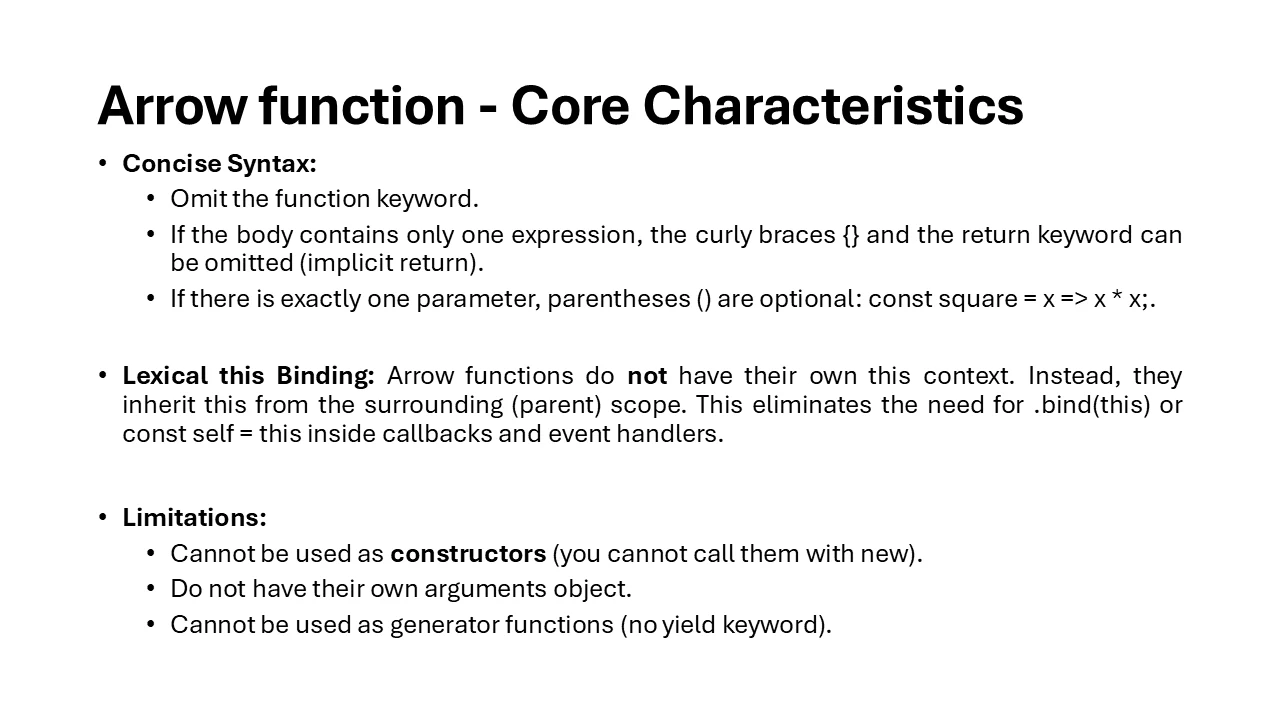 Arrow function - Core Characteristics
• Concise Syntax:
• Omit the function keyword.
• If the body contains only one expression, the curly braces {} and the return keyword can
be omitted (implicit return).
• If there is exactly one parameter, parentheses () are optional: const square = x => x * x;.
• Lexical this Binding: Arrow functions do not have their own this context. Instead, they
inherit this from the surrounding (parent) scope. This eliminates the need for .bind(this) or
const self = this inside callbacks and event handlers.
• Limitations:
• Cannot be used as constructors (you cannot call them with new).
• Do not have their own arguments object.
• Cannot be used as generator functions (no yield keyword).